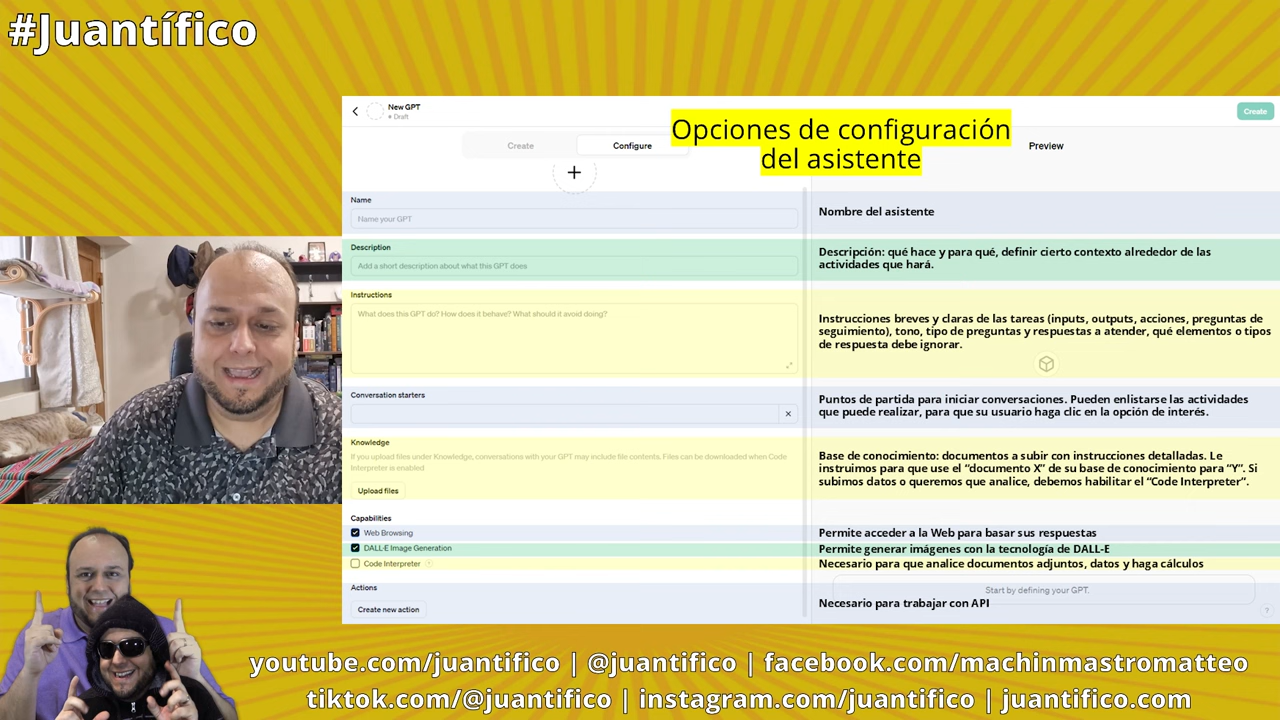 #Juantífico
New GPT
Draft
Create
Opciones de configuración
del asistente
Create
Configure
Preview
Name
Name your GPT
Nombre del asistente
Description
Add a short description about what this GPT does
Descripción: qué hace y para qué, definir cierto contexto alrededor de las
actividades que hará.
Instructions
What does this GPT do? How does it behave? What should it avoid doing?
Instrucciones breves y claras de las tareas (inputs, outputs, acciones, preguntas de
seguimiento), tono, tipo de preguntas y respuestas a atender, qué elementos o tipos
de respuesta debe ignorar.
Conversation starters
Puntos de partida para iniciar conversaciones. Pueden enlistarse las actividades
que puede realizar, para que su usuario haga clic en la opción de interés.
Knowledge
If you upload files under Knowledge, conversations with your GPT may include file contents. Files can be downloaded when Code
Interpreter is enabled
Upload files
Base de conocimiento: documentos a subir con instrucciones detalladas. Le
instruimos para que use el “documento X” de su base de conocimiento para “Y”. Si
subimos datos o queremos que analice, debemos habilitar el “Code Interpreter”.
Capabilities
Web Browsing
Permite acceder a la Web para basar sus respuestas
DALL·E Image Generation
Permite generar imágenes con la tecnología de DALL-E
Code Interpreter ?
Necesario para que analice documentos adjuntos, datos y haga cálculos
Actions
Create new action
Start by defining your GPT.
Necesario para trabajar con API
?
youtube.com/juantifico | @juantifico | facebook.com/machinmastromatteo
tiktok.com/@juantifico | instagram.com/juantifico | juantifico.com